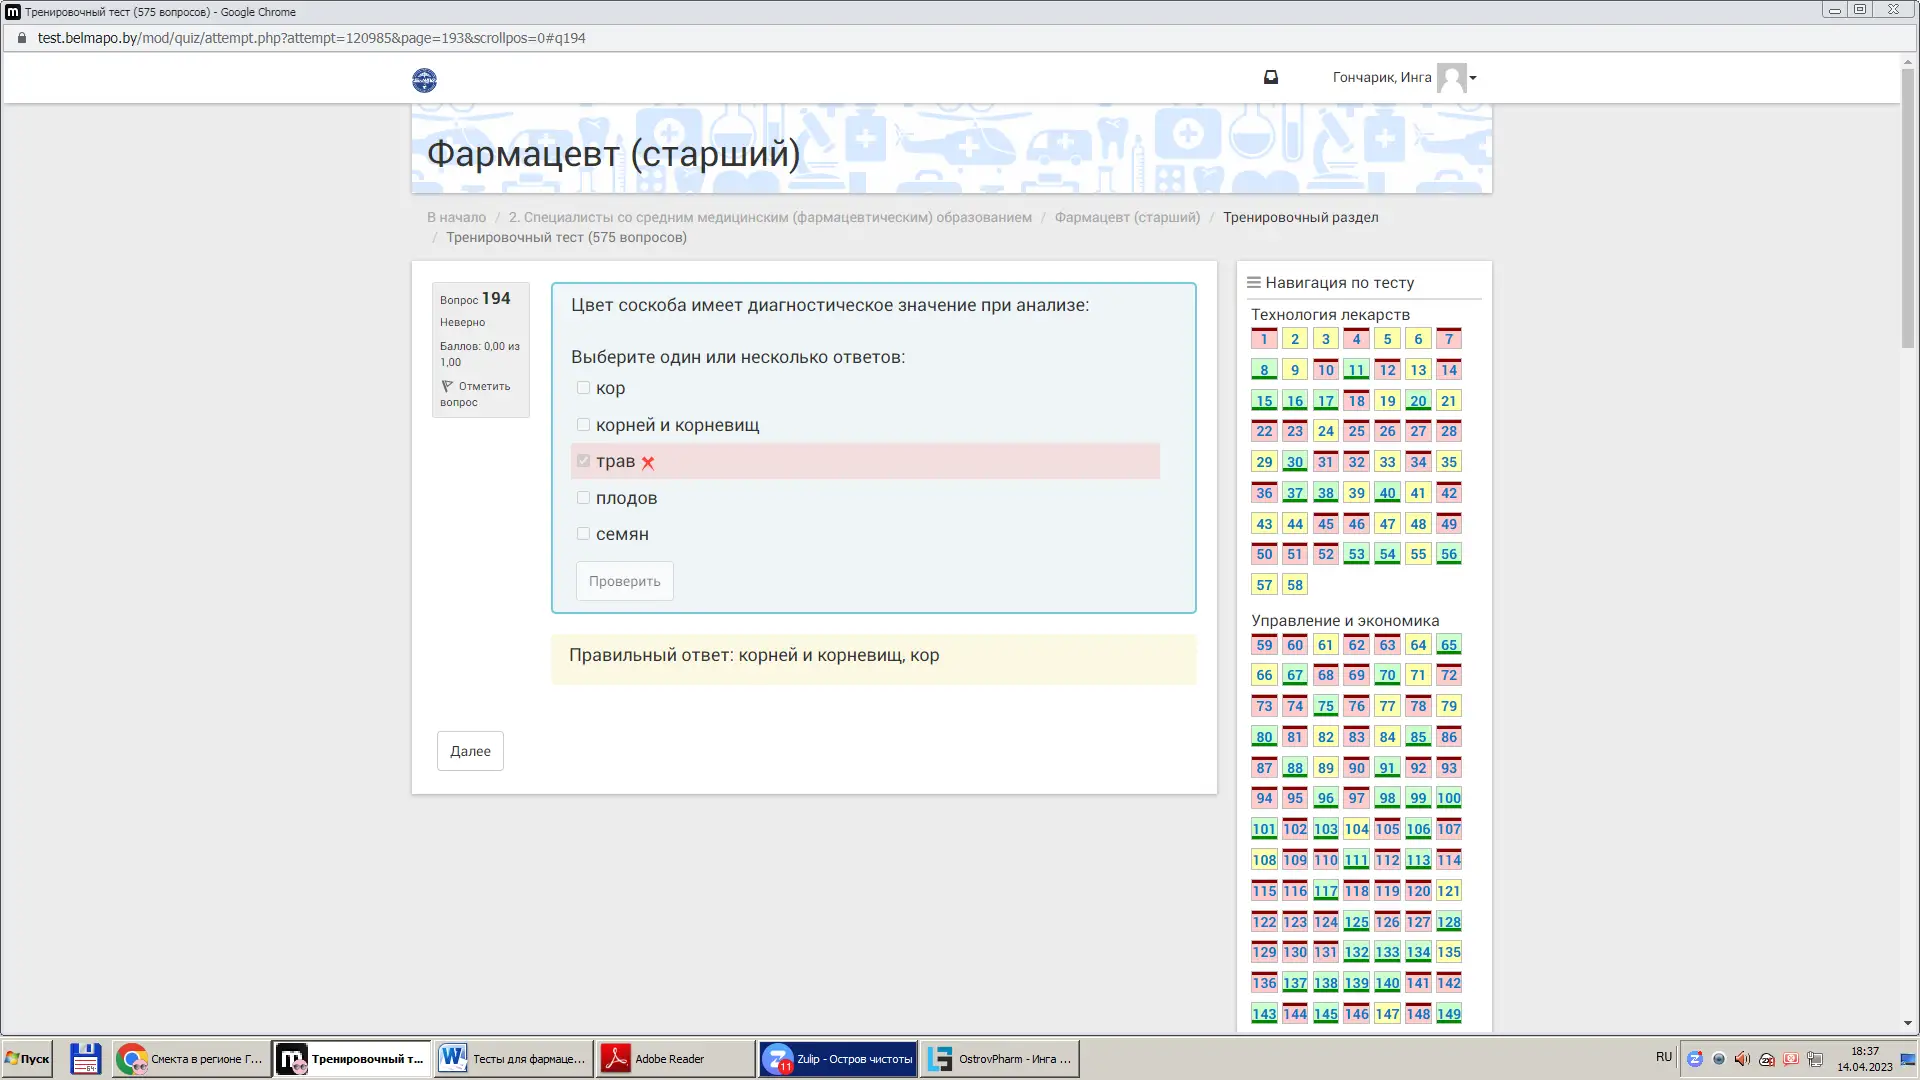 Тренировочный тест (575 вопросов) - Google Chrome
test.belmapo.by/mod/quiz/attempt.php?attempt=120985&page=193&scrollpos=0#q194
Гончарик, Инга
Фармацевт (старший)
В начало / 2. Специалисты со средним медицинским (фармацевтическим) образованием / Фармацевт (старший) / Тренировочный раздел
/ Тренировочный тест (575 вопросов)
Вопрос 194
Неверно
Баллов: 0,00 из
1,00
Отметить
вопрос
Цвет соскоба имеет диагностическое значение при анализе:
Выберите один или несколько ответов:
кор
корней и корневищ
трав
плодов
семян
Проверить
Правильный ответ: корней и корневищ, кор
Далее
Навигация по тесту
Технология лекарств
1 2 3 4 5 6 7
8 9 10 11 12 13 14
15 16 17 18 19 20 21
22 23 24 25 26 27 28
29 30 31 32 33 34 35
36 37 38 39 40 41 42
43 44 45 46 47 48 49
50 51 52 53 54 55 56
57 58
Управление и экономика
59 60 61 62 63 64 65
66 67 68 69 70 71 72
73 74 75 76 77 78 79
80 81 82 83 84 85 86
87 88 89 90 91 92 93
94 95 96 97 98 99 100
101 102 103 104 105 106 107
108 109 110 111 112 113 114
115 116 117 118 119 120 121
122 123 124 125 126 127 128
129 130 131 132 133 134 135
136 137 138 139 140 141 142
143 144 145 146 147 148 149
Пуск
Смекта в регионе Г...
Тренировочный т...
Тесты для фармаце...
Adobe Reader
11
Zulip - Остров чистоты
OstrovPharm - Инга ...
RU
18:37
14.04.2023